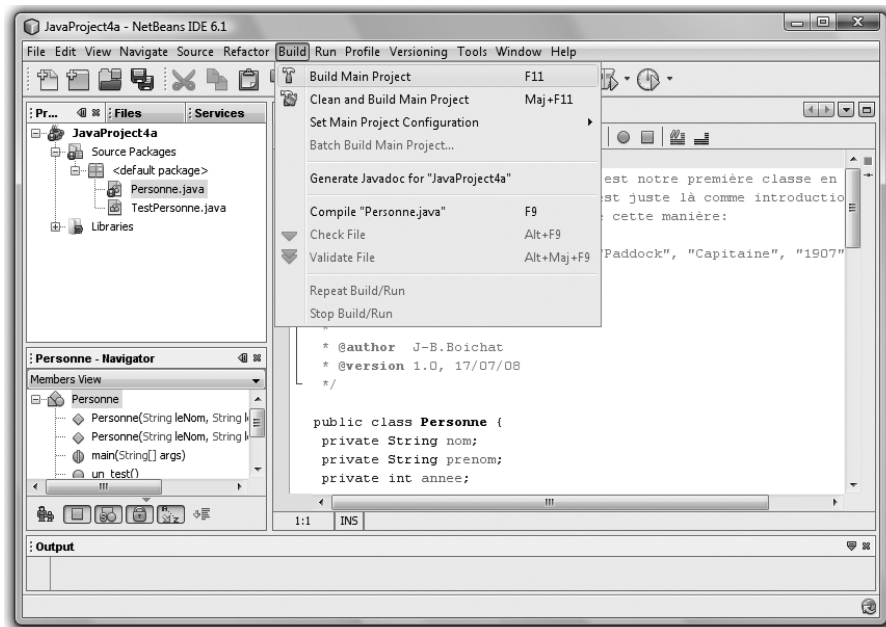 JavaProject4a - NetBeans IDE 6.1
File Edit View Navigate Source Refactor Build Run Profile Versioning Tools Window Help
Build Main Project F11
Clean and Build Main Project Maj+F11
Set Main Project Configuration
Batch Build Main Project...
Generate Javadoc for "JavaProject4a"
Compile "Personne.java" F9
Check File Alt+F9
Validate File Alt+Maj+F9
Repeat Build/Run
Stop Build/Run
Pr... Files Services
JavaProject4a
Source Packages
<default package>
Personne.java
TestPersonne.java
Libraries
Personne - Navigator
Members View
Personne
Personne(String leNom, String l
Personne(String leNom, String l
main(String[] args)
un_test()
est notre première classe en
st juste là comme introductio
cette manière:
"Paddock", "Capitaine", "1907"
*
* @author J-B.Boichat
* @version 1.0, 17/07/08
*/
public class Personne {
private String nom;
private String prenom;
private int annee;
1:1 INS
Output